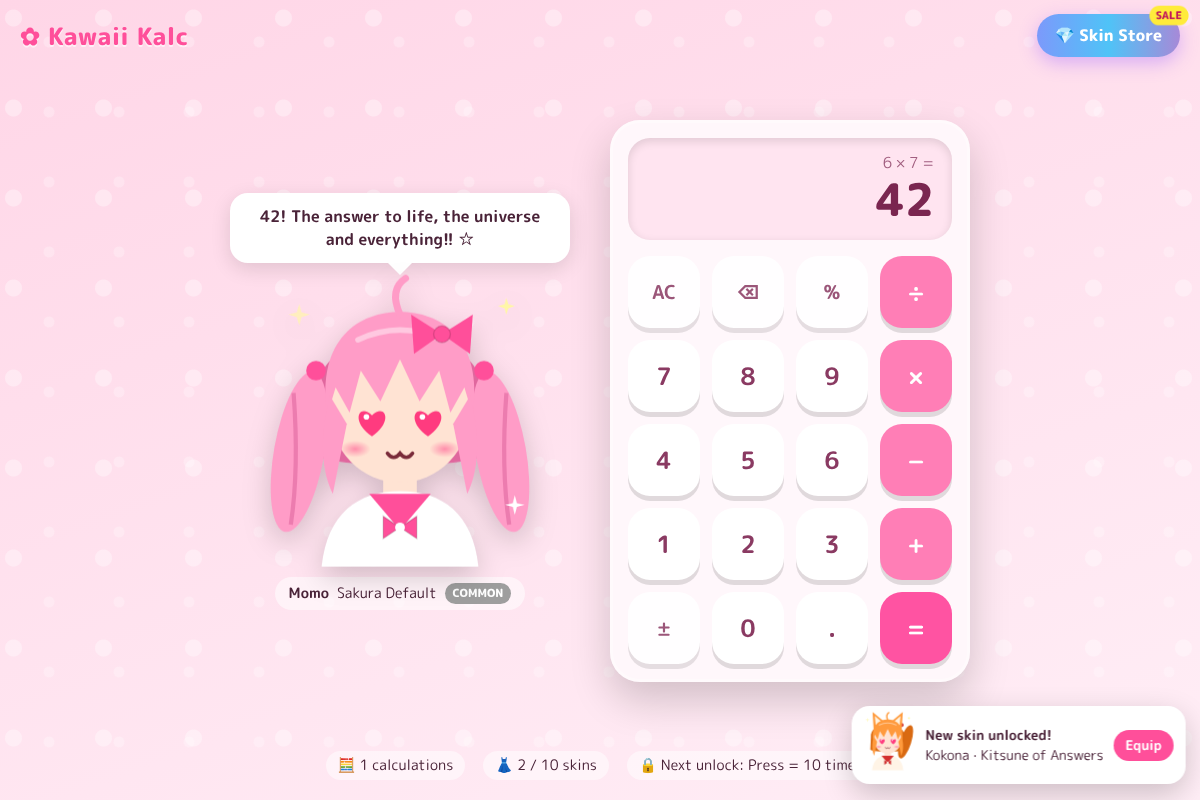 ✿ Kawaii Kalc
SALE
💎 Skin Store
42! The answer to life, the universe
and everything!! ☆
Momo Sakura Default COMMON
6 × 7 =
42
AC ⌫ % ÷
7 8 9 ×
4 5 6 −
1 2 3 +
± 0 . =
🧮 1 calculations
👗 2 / 10 skins
🔒 Next unlock: Press = 10 time
New skin unlocked!
Kokona · Kitsune of Answers
Equip